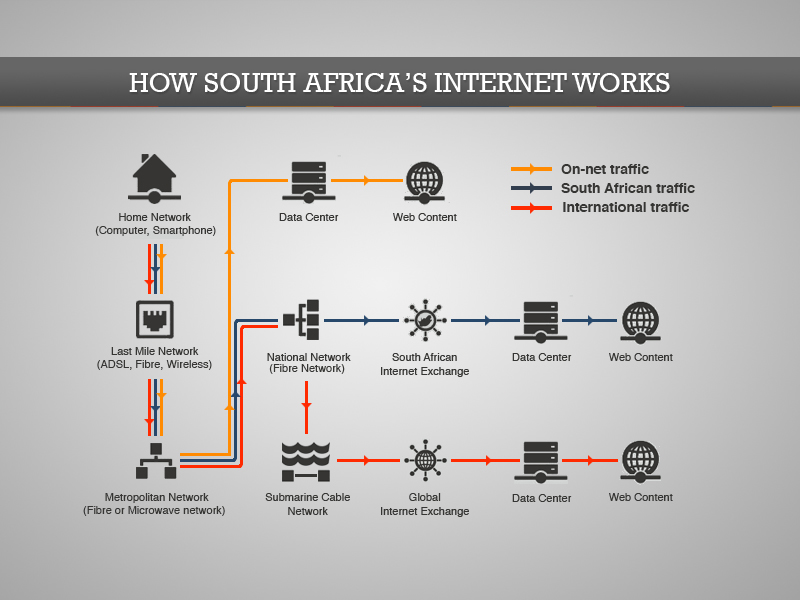 HOW SOUTH AFRICA'S INTERNET WORKS
On-net traffic
South African traffic
International traffic
Home Network
(Computer, Smartphone)
Data Center
Web Content
Last Mile Network
(ADSL, Fibre, Wireless)
National Network
(Fibre Network)
South African
Internet Exchange
Data Center
Web Content
Metropolitan Network
(Fibre or Microwave network)
Submarine Cable
Network
Global
Internet Exchange
Data Center
Web Content